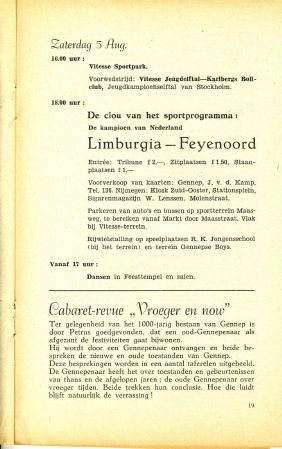 Zaterdag 5 Aug.
16.00 uur:
Vitesse Sportpark.
Voorwedstrijd: Vitesse Jeugdelftal—Karlbergs Boll-
club, Jeugdkampioenselftal van Stockholm.
18.00 uur:
De clou van het sportprogramma:
De kampioen van Nederland
Limburgia — Feyenoord
Entrée: Tribune f 2.—, Zitplaatsen f 1.50, Staan-
plaatsen f 1.—
Voorverkoop van kaarten: Gennep, J. v. d. Kamp,
Tel. 126. Nijmegen: Kiosk Zuid-Ooster, Stationsplein,
Sigarenmagazijn W. Lenssen, Molenstraat.
Parkeren van auto's en bussen op sportterrein Maas-
weg, te bereiken vanaf Markt door Maasstraat. Vlak
bij Vitesse-terrein.
Rijwielstalling op speelplaatsen R. K. Jongensschool
(bij het terrein) en terrein Gennepse Boys.
Vanaf 17 uur:
Dansen in Feesttempel en zalen.
Cabaret-revue „Vroeger en now”
Ter gelegenheid van het 1000-jarig bestaan van Gennep is
door Petrus goedgevonden, dat een oud-Gennepenaar als
afgezant de festiviteiten gaat bijwonen.
Hij wordt door een Gennepenaar ontvangen en beide be-
spreken de nieuwe en oude toestanden van Gennep.
Deze besprekingen worden in een aantal taferelen uitgebeeld.
De Gennepenaar heeft het over toestanden en gebeurtenissen
van thans en de afgelopen jaren; de oude Gennepenaar over
vroeger tijden. Beide trekken hun conclusie. Hoe die luidt
blijft natuurlijk de verrassing!
19